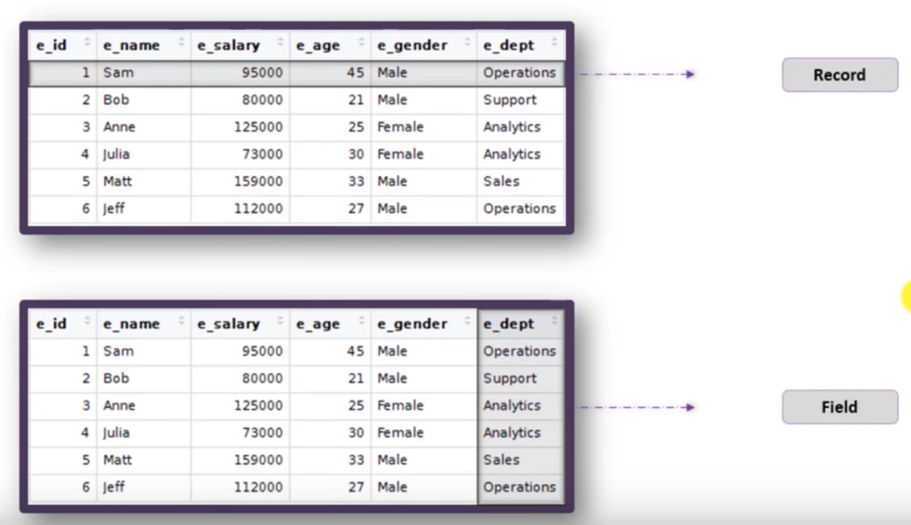 e_id e_name e_salary e_age e_gender e_dept
1 Sam 95000 45 Male Operations
Record
2 Bob 80000 21 Male Support
3 Anne 125000 25 Female Analytics
4 Julia 73000 30 Female Analytics
5 Matt 159000 33 Male Sales
6 Jeff 112000 27 Male Operations
e_id e_name e_salary e_age e_gender e_dept
1 Sam 95000 45 Male Operations
2 Bob 80000 21 Male Support
3 Anne 125000 25 Female Analytics
Field
4 Julia 73000 30 Female Analytics
5 Matt 159000 33 Male Sales
6 Jeff 112000 27 Male Operations